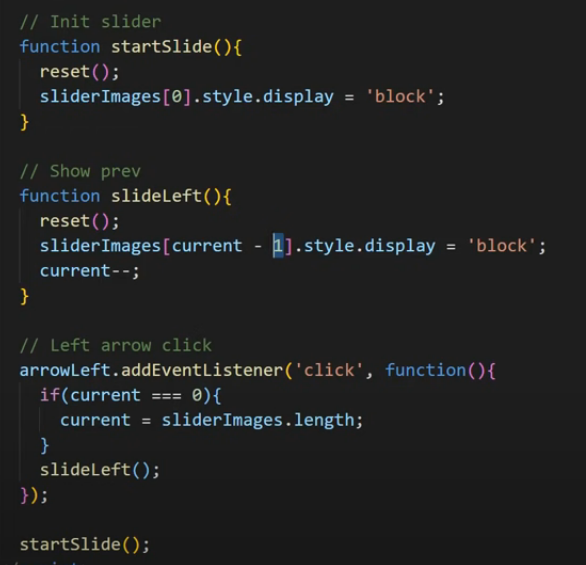 // Init slider
function startSlide(){
reset();
sliderImages[0].style.display = 'block';
}
// Show prev
function slideLeft(){
reset();
sliderImages[current - 1].style.display = 'block';
current--;
}
// Left arrow click
arrowLeft.addEventListener('click', function(){
if(current === 0){
current = sliderImages.length;
}
slideLeft();
});
startSlide();